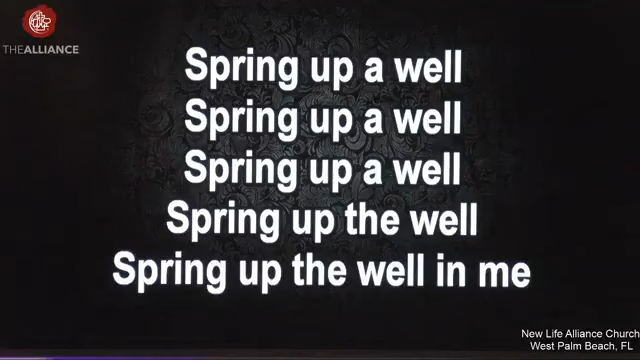 THEALLIANCE
Spring up a well
Spring up a well
Spring up a well
Spring up the well
Spring up the well in me
New Life Alliance Church
West Palm Beach, FL